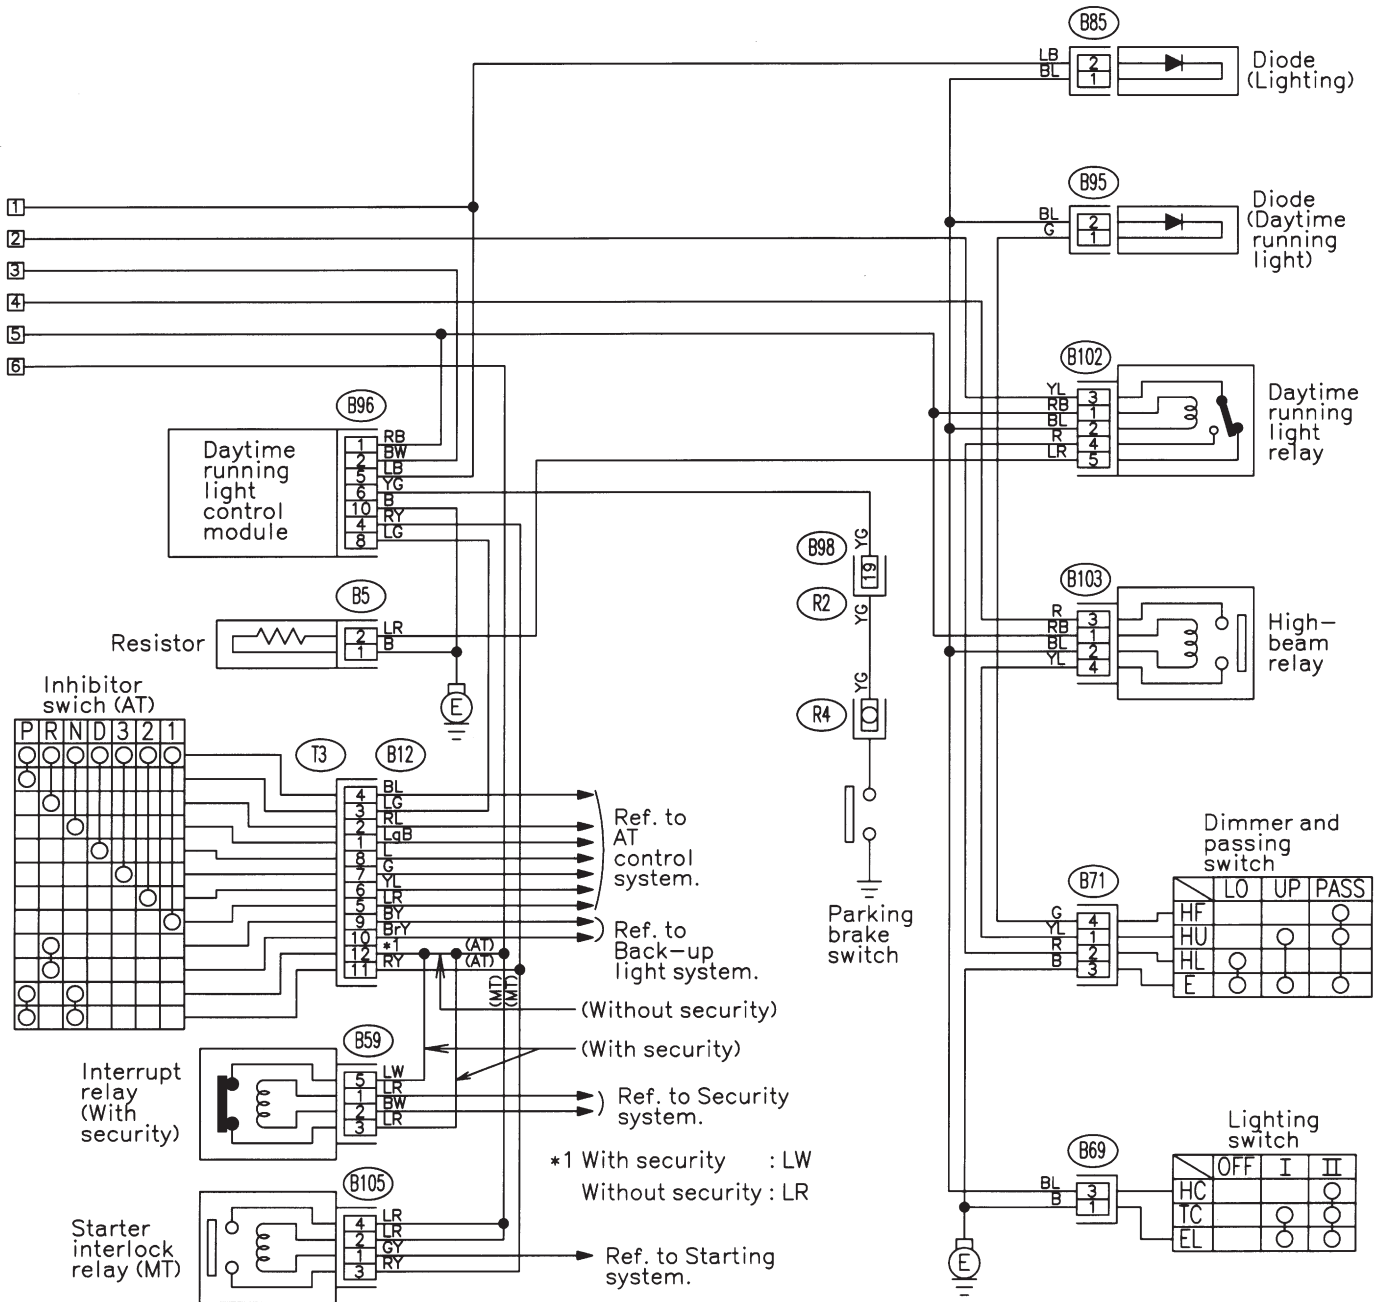 B85
LB
BL
2
1
Diode
(Lighting)
B95
BL
G
2
1
Diode
(Daytime
running
light)
1
2
3
4
5
6
B102
YL
RB
BL
R
LR
3
1
2
4
5
Daytime
running
light
relay
B96
Daytime
running
light
control
module
1
2
5
6
10
4
8
RB
BW
LB
YG
B
RY
LG
B98
YG
19
R2
YG
YG
R4
Parking
brake
switch
B103
R
RB
BL
YL
3
1
2
4
High-
beam
relay
B5
Resistor
2
1
LR
B
E
Inhibitor
swich (AT)
P R N D 3 2 1
T3
B12
4 BL
3 LG
2 RL
1 LgB
8 L
7 G
6 YL
5 LR
9 BY
10 BrY
12 *1 (AT)
11 RY (AT)
(MT)
(MT)
Ref. to
AT
control
system.
Ref. to
Back-up
light system.
(Without security)
(With security)
B59
Interrupt
relay
(With
security)
5 LW
1 LR
2 BW
3 LR
Ref. to Security
system.
*1 With security : LW
Without security : LR
B105
Starter
interlock
relay (MT)
4 LR
2 LR
1 GY
3 RY
Ref. to Starting
system.
Dimmer and
passing
switch
B71
G 4
YL 1
R 2
B 3
LO UP PASS
HF
HU
HL
E
Lighting
switch
B69
BL 3
B 1
OFF I II
HC
TC
EL
E